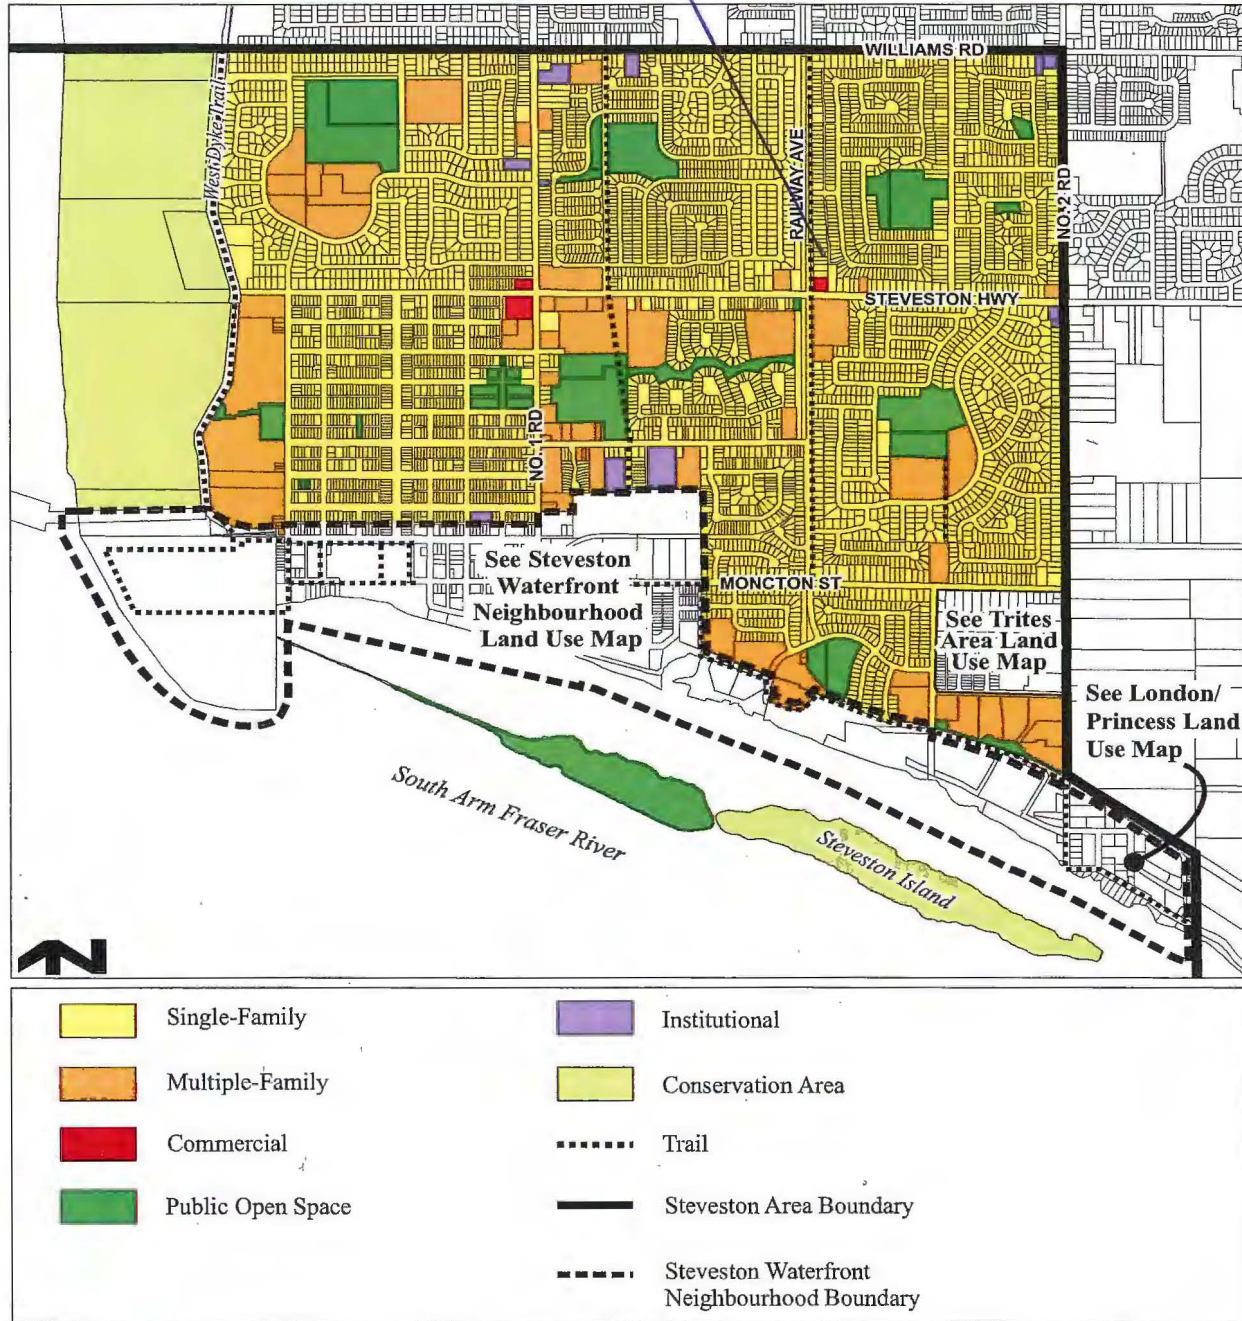 WILLIAMS RD
West Dyke Trail
RAILWAY AVE
NO. 2 RD
STEVESTON HWY
NO. 1 RD
See Steveston
Waterfront
Neighbourhood
Land Use Map
MONCTON ST
See Trites
Area Land
Use Map
See London/
Princess Land
Use Map
South Arm Fraser River
Steveston Island
Single-Family
Multiple-Family
Commercial
Public Open Space
Institutional
Conservation Area
Trail
Steveston Area Boundary
Steveston Waterfront
Neighbourhood Boundary